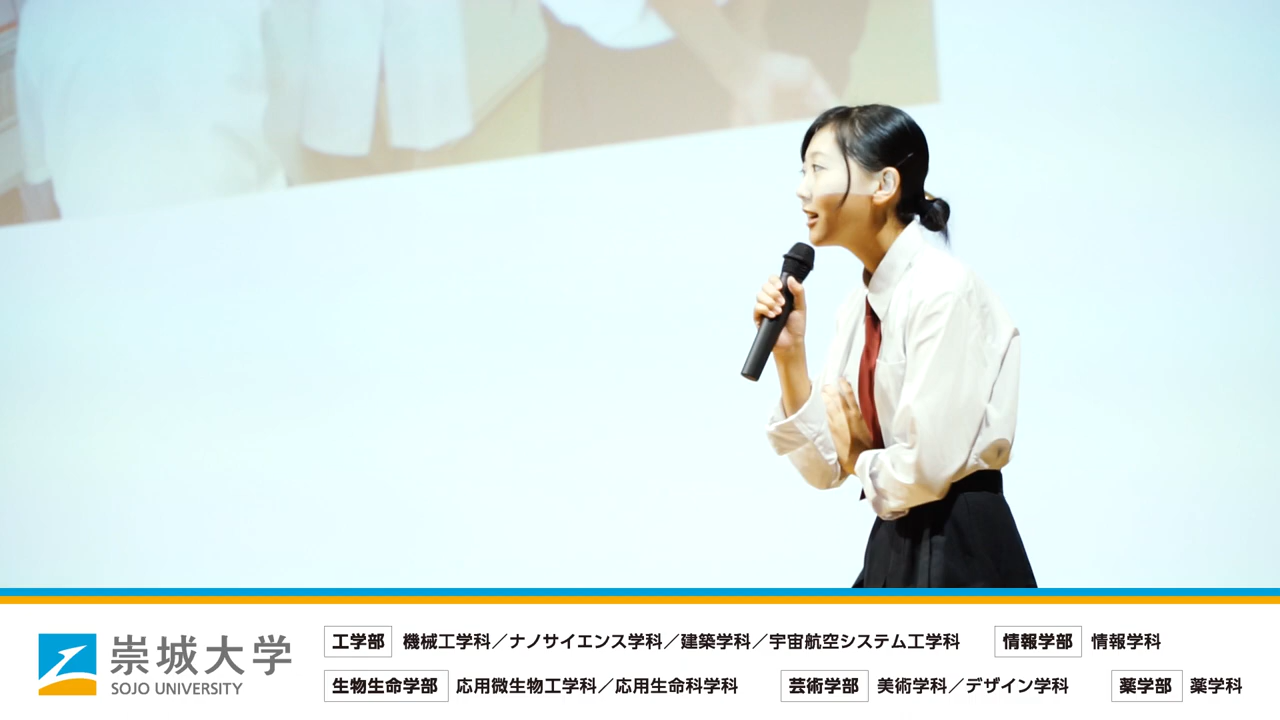 崇城大学
SOJO UNIVERSITY
工学部 機械工学科／ナノサイエンス学科／建築学科／宇宙航空システム工学科 情報学部 情報学科
生物生命学部 応用微生物工学科／応用生命科学科 芸術学部 美術学科／デザイン学科 薬学部 薬学科